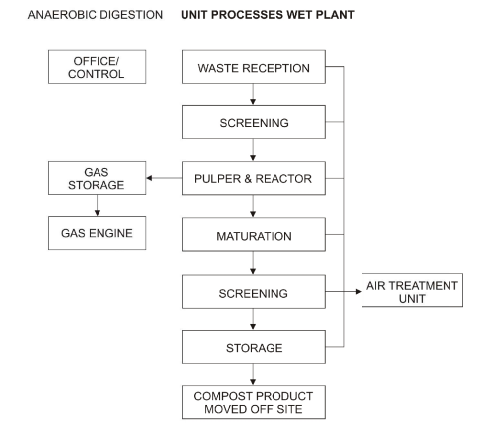 ANAEROBIC DIGESTION UNIT PROCESSES WET PLANT
OFFICE/
CONTROL
WASTE RECEPTION
SCREENING
GAS
STORAGE
PULPER & REACTOR
GAS ENGINE
MATURATION
SCREENING
AIR TREATMENT
UNIT
STORAGE
COMPOST PRODUCT
MOVED OFF SITE